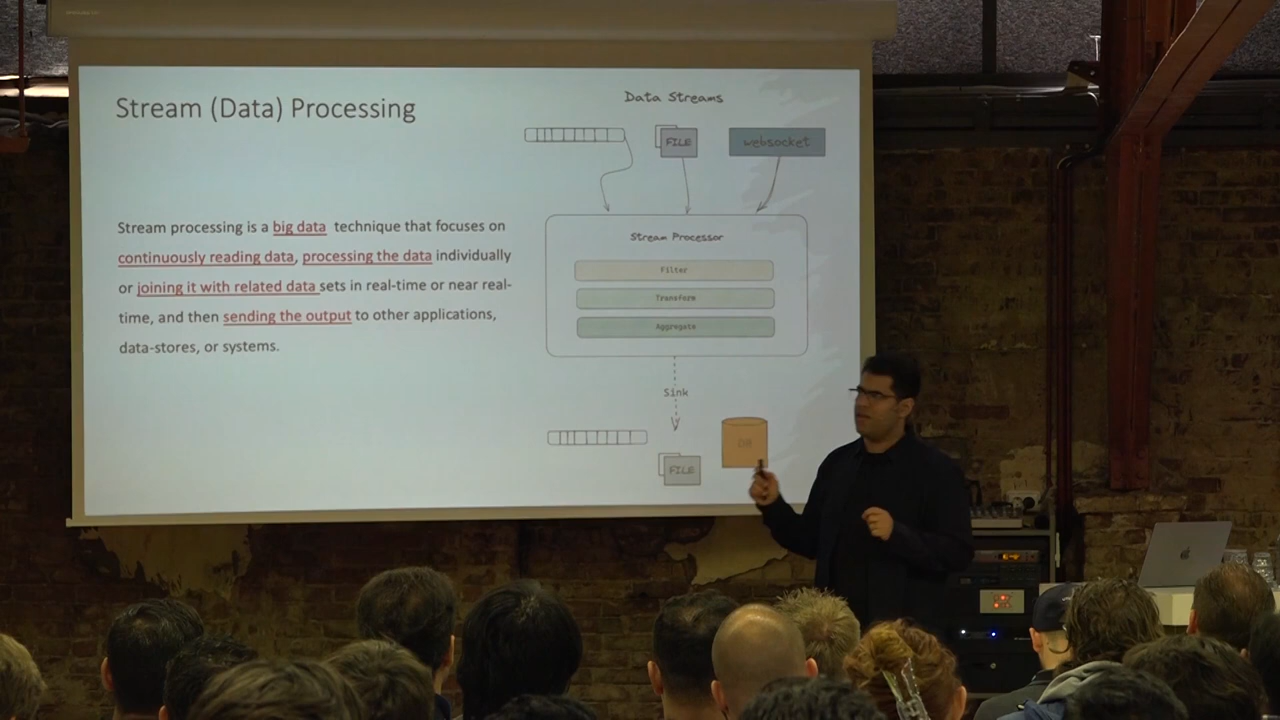 Stream (Data) Processing
Stream processing is a big data technique that focuses on
continuously reading data, processing the data individually
or joining it with related data sets in real-time or near real-
time, and then sending the output to other applications,
data-stores, or systems.
Data Streams
FILE
websocket
Stream Processor
Filter
Transform
Aggregate
Sink
FILE
DB